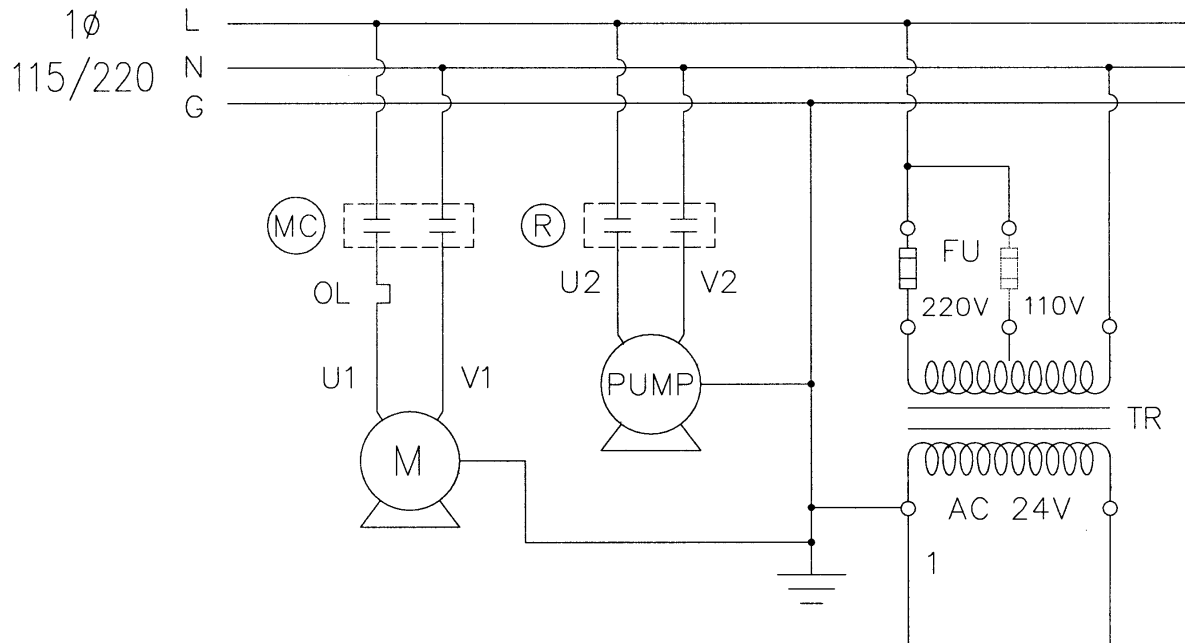 1ø
115/220
L
N
G
MC
R
OL
U2
V2
FU
220V
110V
U1
V1
PUMP
TR
M
AC 24V
1